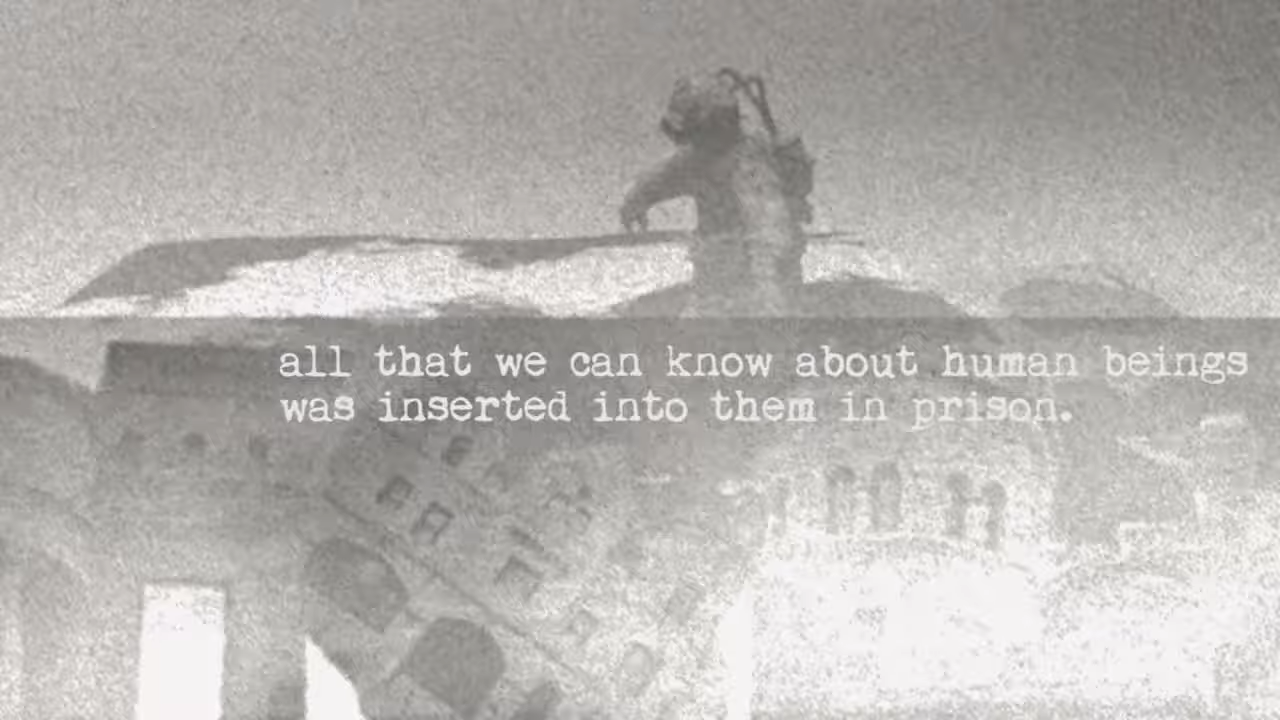 all that we can know about human beings
was inserted into them in prison.